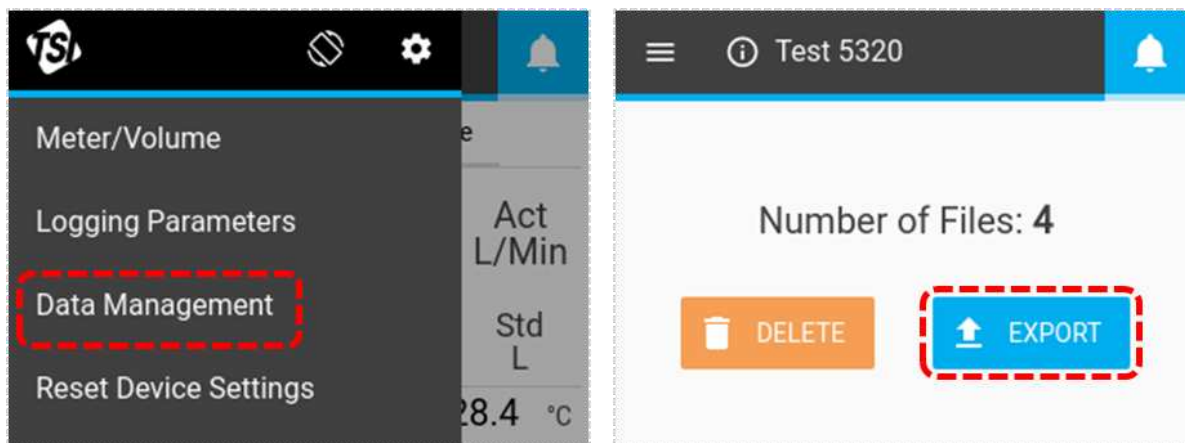 TSI
Meter/Volume
Logging Parameters
Data Management
Reset Device Settings
e
Act
L/Min
Std
L
28.4 °C
Test 5320
Number of Files: 4
DELETE
EXPORT